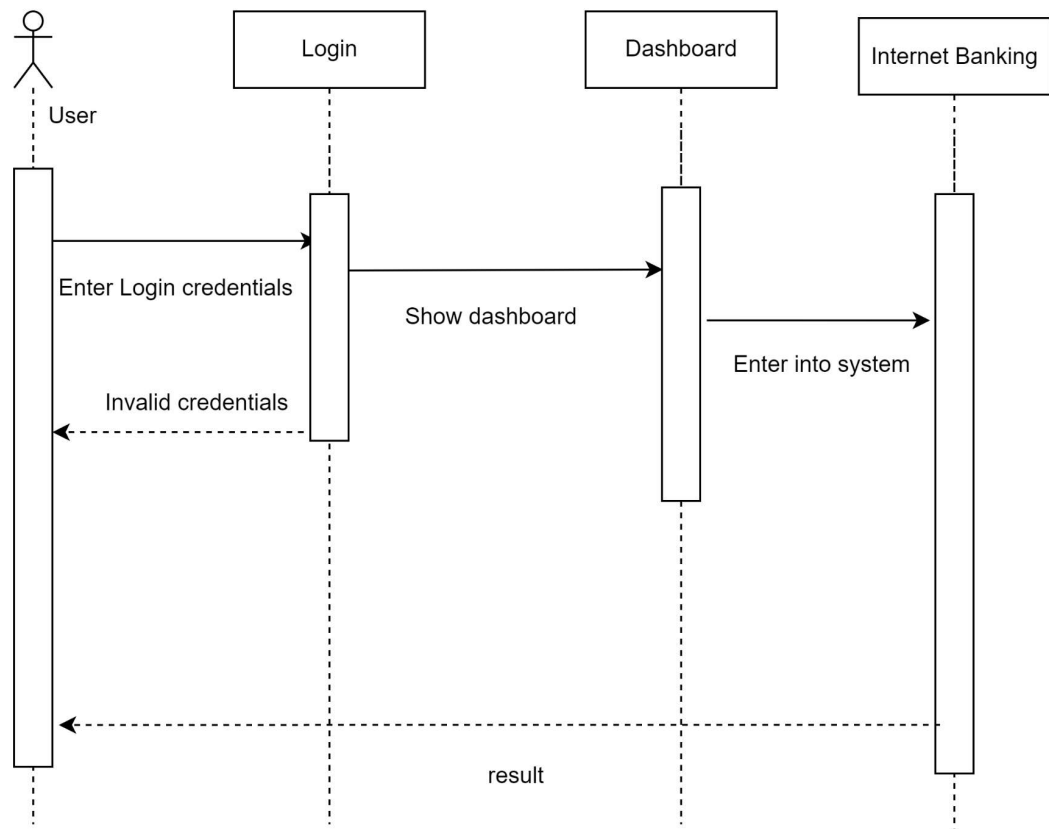 Login
Dashboard
Internet Banking
User
Enter Login credentials
Show dashboard
Enter into system
Invalid credentials
result